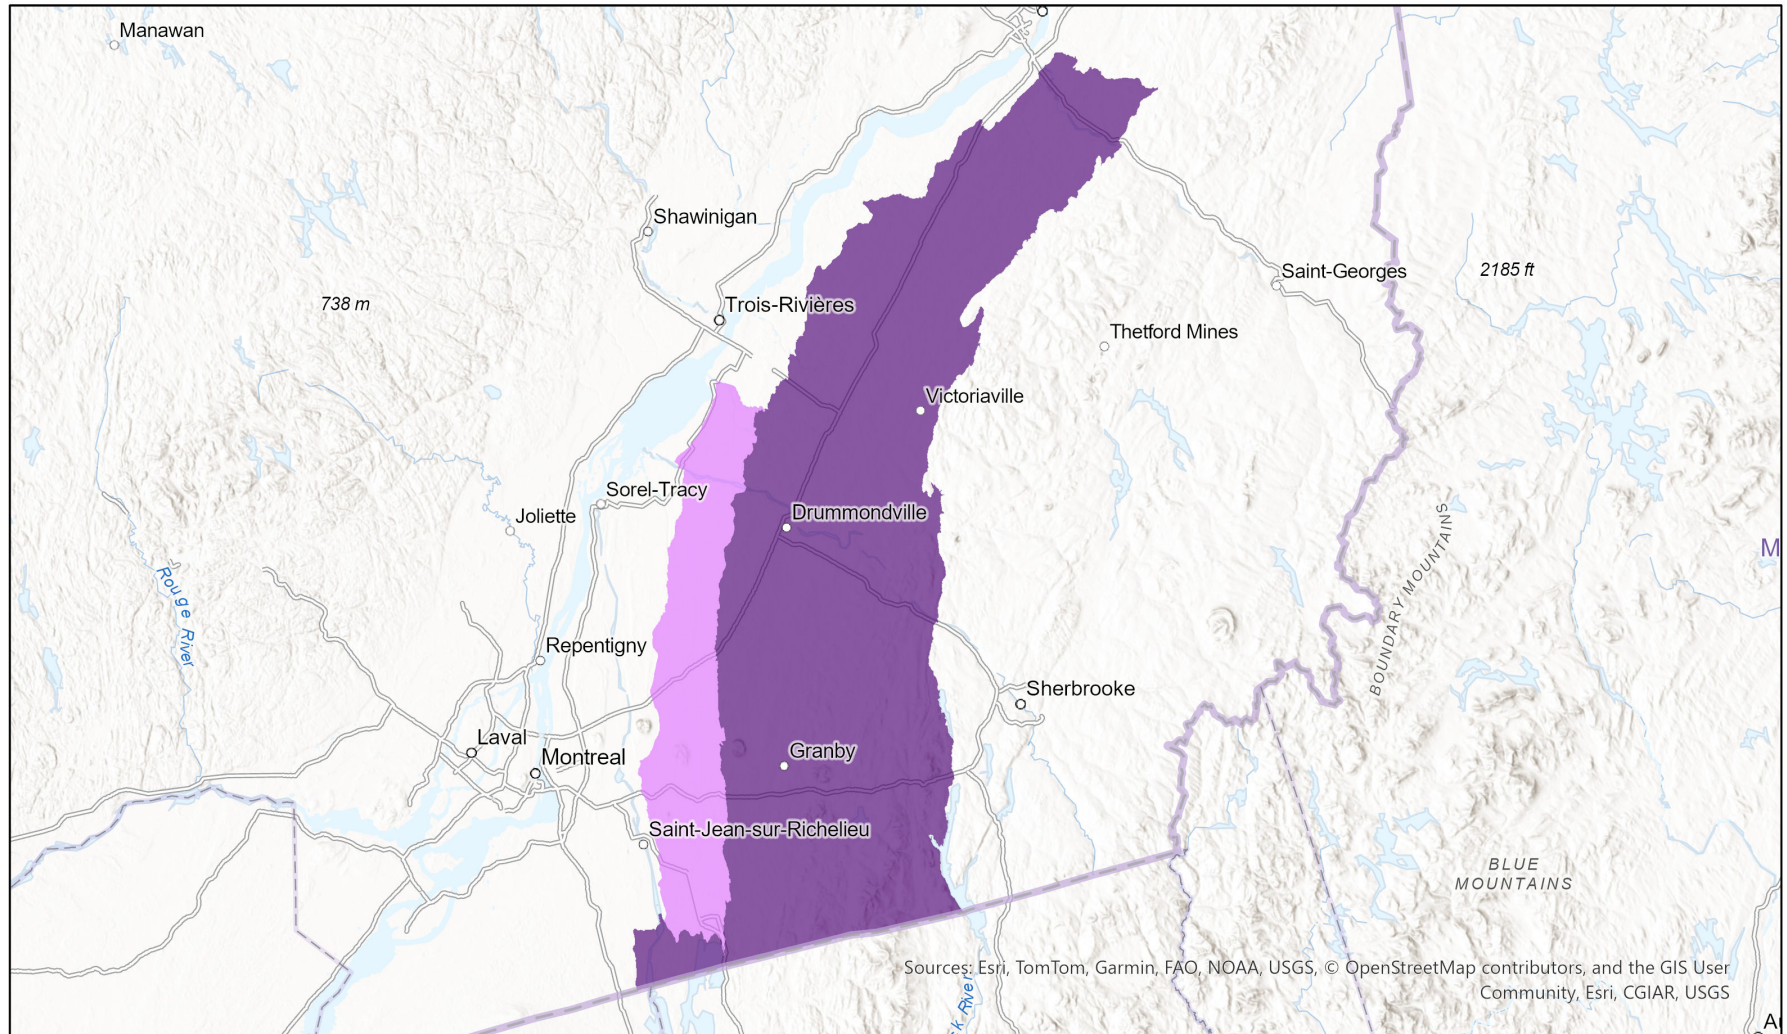 Manawan
Shawinigan
Saint-Georges
2185 ft
738 m
Trois-Rivières
Thetford Mines
Victoriaville
Sorel-Tracy
Drummondville
Joliette
BOUNDARY MOUNTAINS
M
Rouge River
Repentigny
Sherbrooke
Laval
Montreal
Granby
Saint-Jean-sur-Richelieu
BLUE
MOUNTAINS
Sources: Esri, TomTom, Garmin, FAO, NOAA, USGS, © OpenStreetMap contributors, and the GIS User
Community, Esri, CGIAR, USGS
k River
A